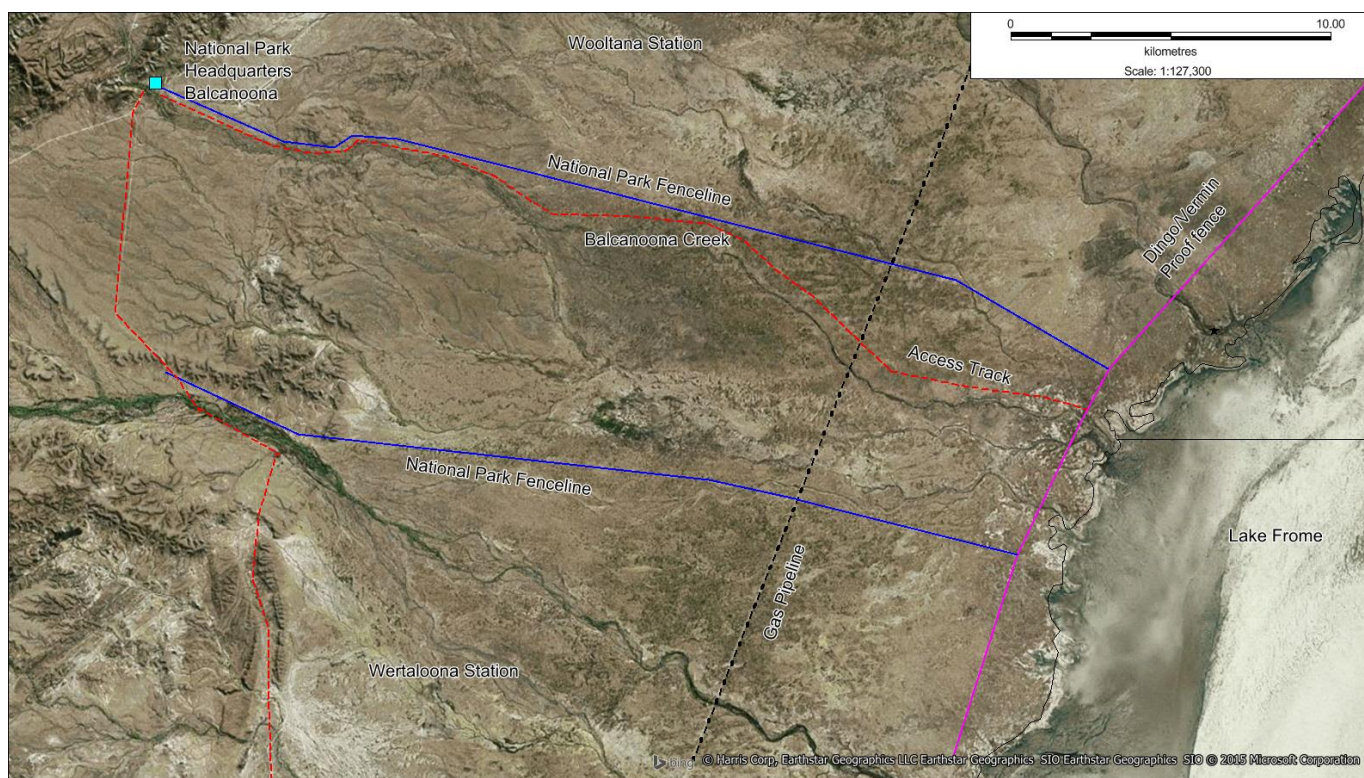 0
10.00
kilometres
Scale: 1:127,300
National Park
Headquarters
Balcanoona
Wooltana Station
National Park Fenceline
Balcanoona Creek
Dingo/Vermin
Proof fence
Access Track
National Park Fenceline
Gas Pipeline
Lake Frome
Wertaloona Station
bing
© Harris Corp, Earthstar Geographics LLC Earthstar Geographics SIO Earthstar Geographics SIO © 2015 Microsoft Corporation